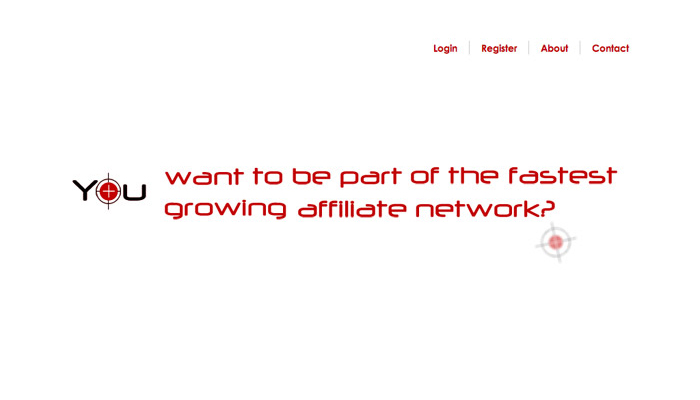 Login Register About Contact
YOU want to be part of the fastest
growing affiliate network?